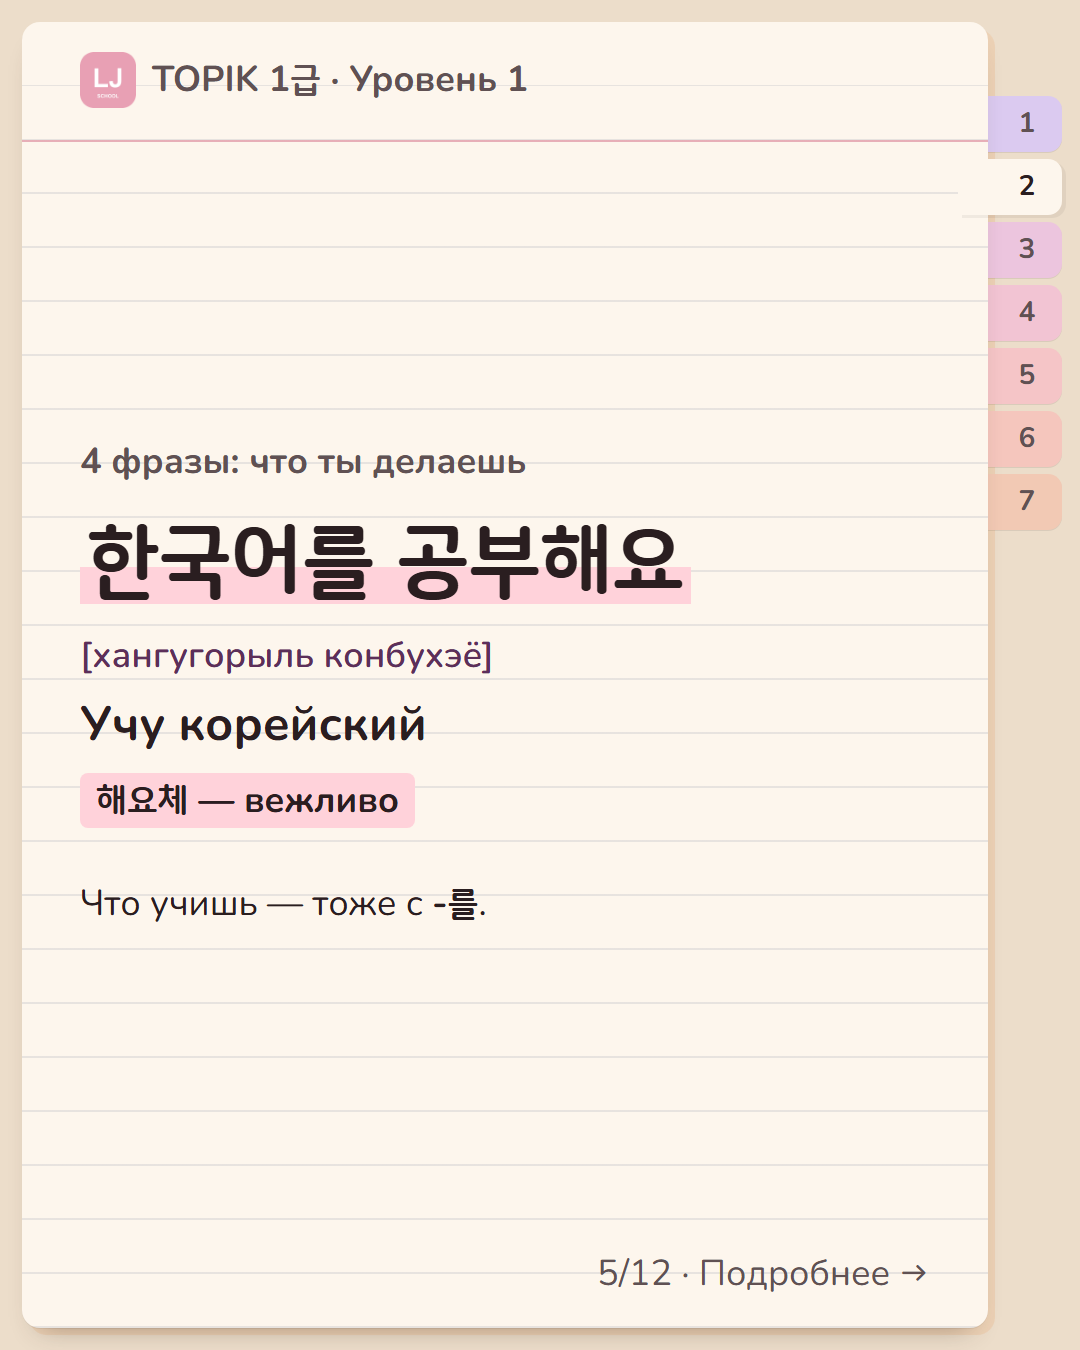 LJ
SCHOOL
TOPIK 1급 · Уровень 1
1
2
3
4
5
6
7
4 фразы: что ты делаешь
한국어를 공부해요
[хангугорыль конбухэё]
Учу корейский
해요체 — вежливо
Что учишь — тоже с -를.
5/12 · Подробнее →